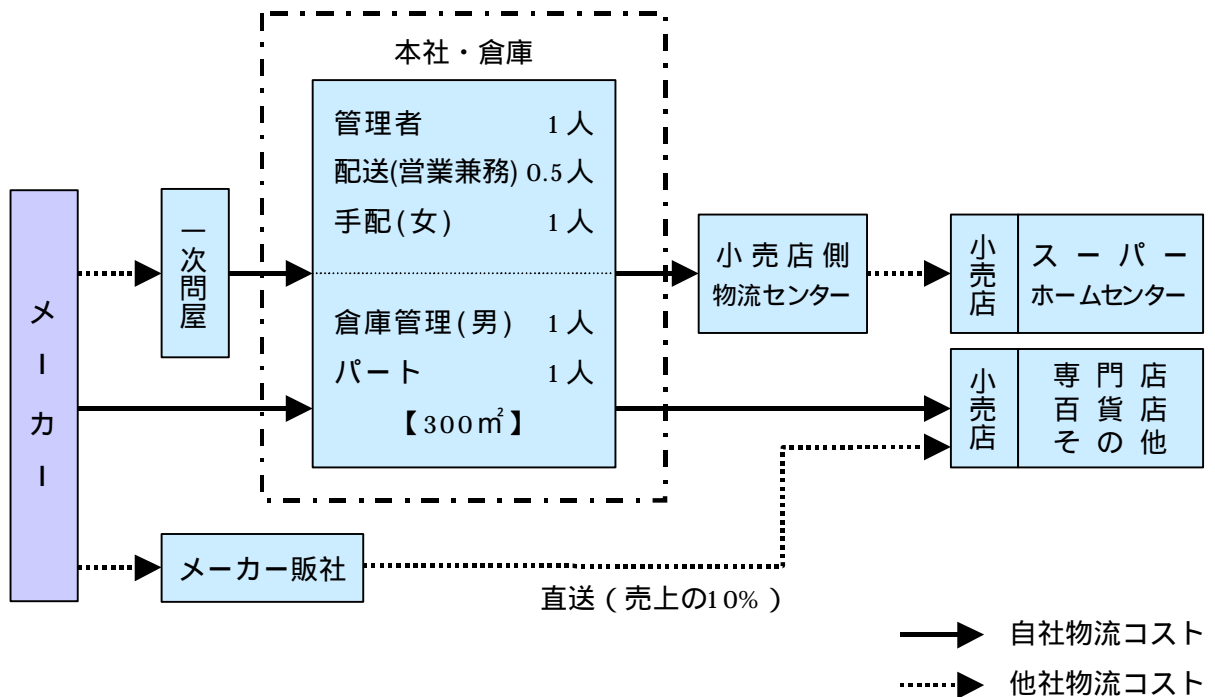 本社・倉庫
管理者 1人
配送(営業兼務) 0.5人
手配(女) 1人
倉庫管理(男) 1人
パート 1人
【300㎡】
メーカー
一次問屋
小売店側
物流センター
小売店
スーパー
ホームセンター
小売店
専門店
百貨店
その他
メーカー販社
直送(売上の10%)
自社物流コスト
他社物流コスト